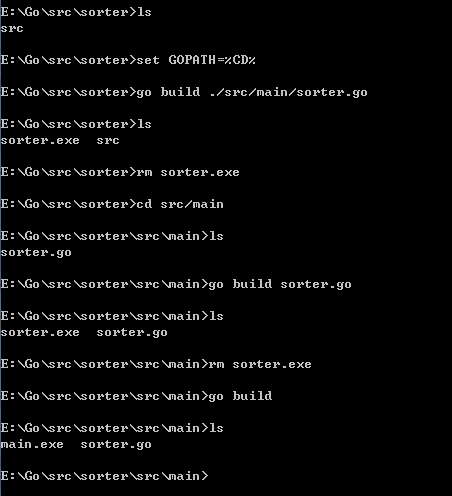 E:\Go\src\sorter>ls
src
E:\Go\src\sorter>set GOPATH=%CD%
E:\Go\src\sorter>go build ./src/main/sorter.go
E:\Go\src\sorter>ls
sorter.exe  src
E:\Go\src\sorter>rm sorter.exe
E:\Go\src\sorter>cd src/main
E:\Go\src\sorter\src\main>ls
sorter.go
E:\Go\src\sorter\src\main>go build sorter.go
E:\Go\src\sorter\src\main>ls
sorter.exe  sorter.go
E:\Go\src\sorter\src\main>rm sorter.exe
E:\Go\src\sorter\src\main>go build
E:\Go\src\sorter\src\main>ls
main.exe  sorter.go
E:\Go\src\sorter\src\main>